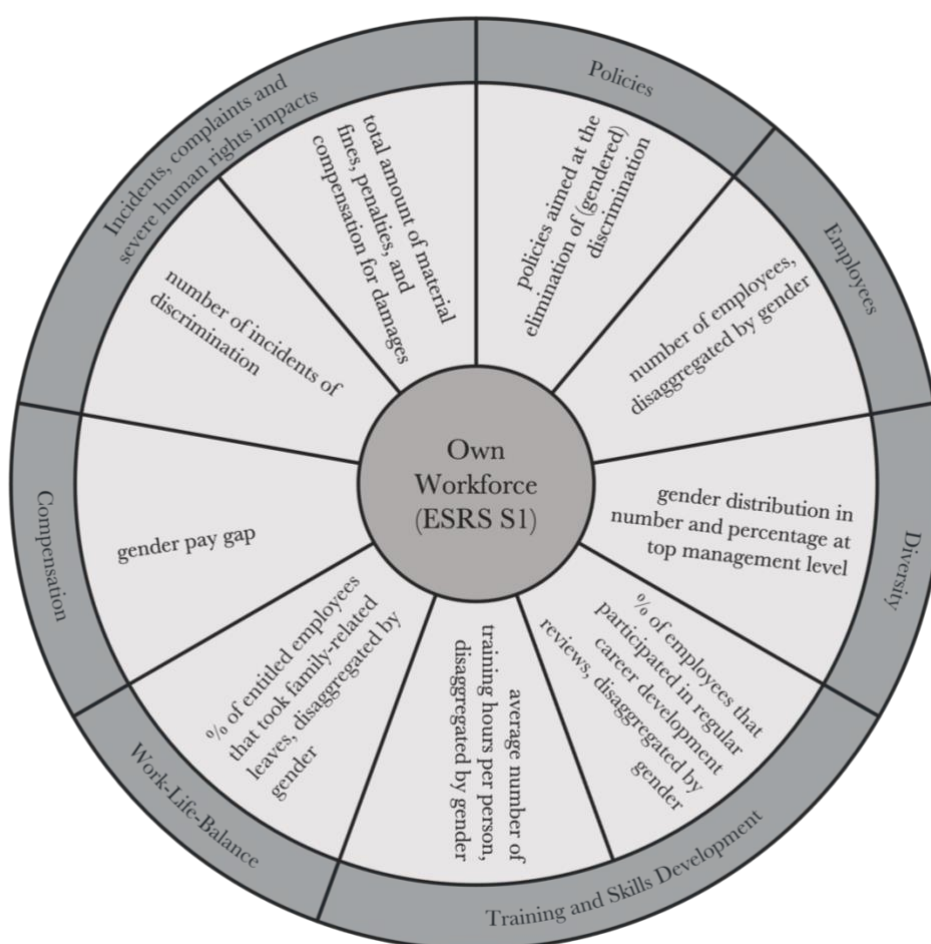 Own
Workforce
(ESRS S1)
Policies
policies aimed at the
elimination of (gendered)
discrimination
Employees
number of employees,
disaggregated by gender
Diversity
gender distribution in
number and percentage at
top management level
Training and Skills Development
% of employees that
participated in regular
career development
reviews, disaggregated by
gender
average number of
training hours per person,
disaggregated by gender
Work-Life-Balance
% of entitled employees
that took family-related
leaves, disaggregated by
gender
Compensation
gender pay gap
Incidents, complaints and
severe human rights impacts
number of incidents of
discrimination
total amount of material
fines, penalties, and
compensation for damages